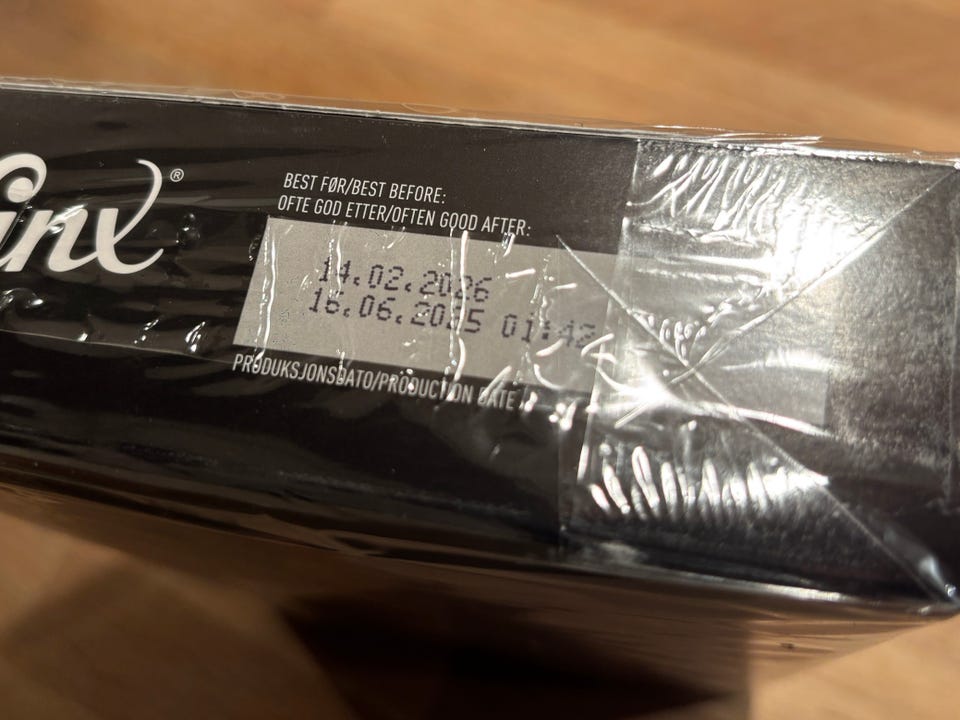 inx®
BEST FØR/BEST BEFORE:
OFTE GOD ETTER/OFTEN GOOD AFTER:
14.02.2026
16.06.2025 01:42
PRODUKSJONSDATO/PRODUCTION DATE